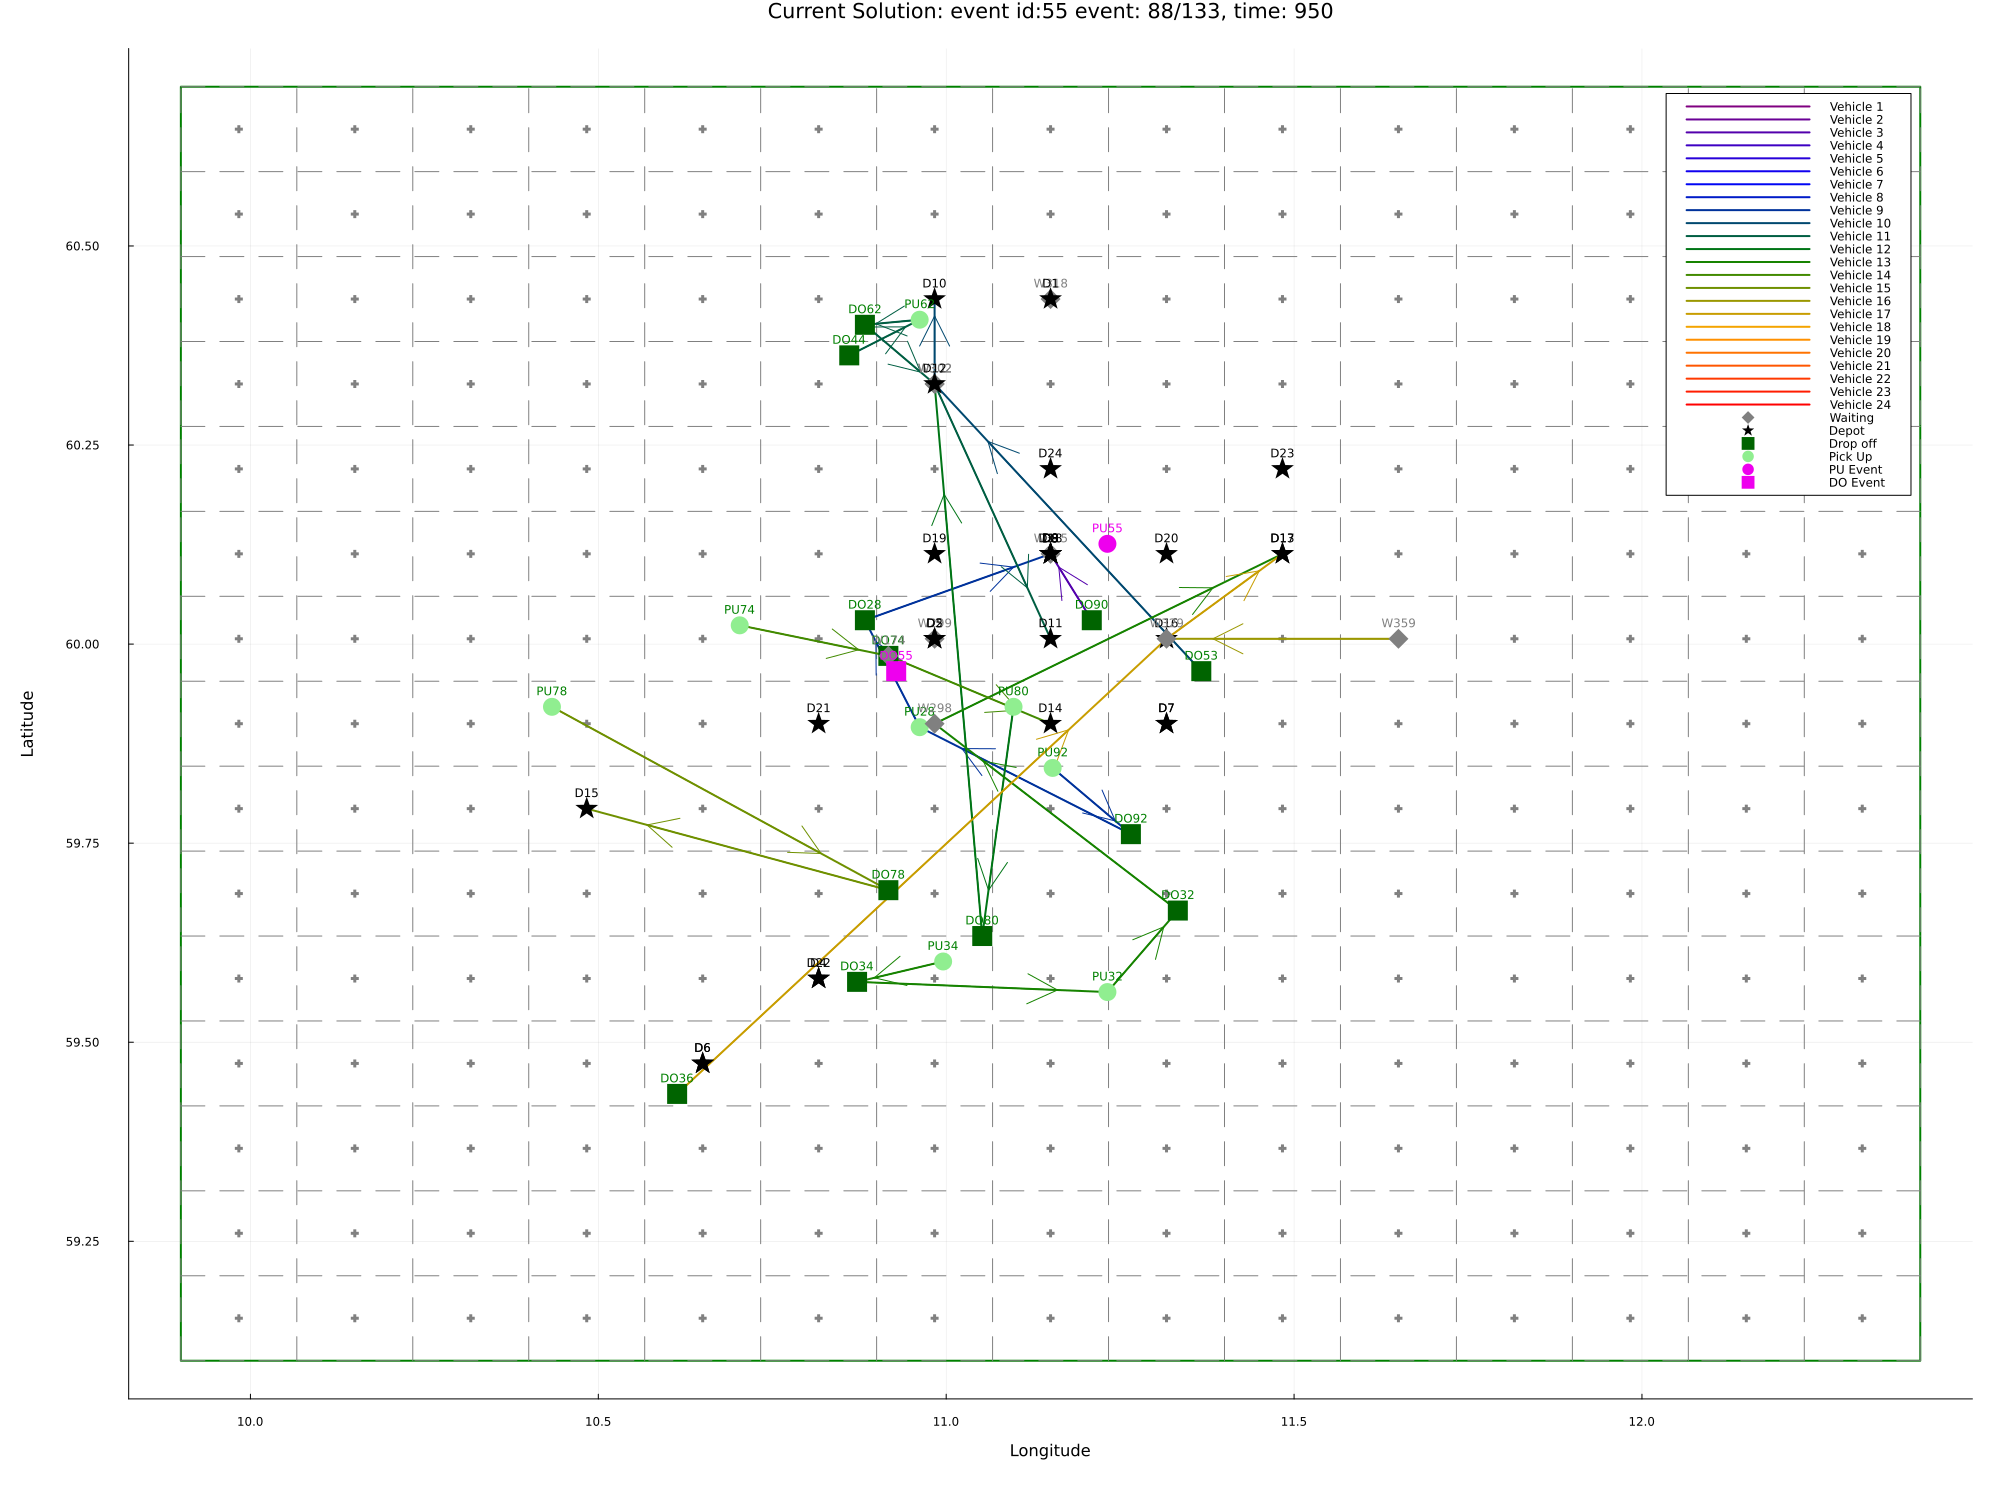 Current Solution: event id:55 event: 88/133, time: 950
Vehicle 1
Vehicle 2
Vehicle 3
Vehicle 4
Vehicle 5
Vehicle 6
Vehicle 7
Vehicle 8
Vehicle 9
Vehicle 10
Vehicle 11
Vehicle 12
Vehicle 13
Vehicle 14
Vehicle 15
Vehicle 16
Vehicle 17
Vehicle 18
Vehicle 19
Vehicle 20
Vehicle 21
Vehicle 22
Vehicle 23
Vehicle 24
Waiting
Depot
Drop off
Pick Up
PU Event
DO Event
60.50
60.25
60.00
59.75
59.50
59.25
Latitude
D10
D1
DO62
DO44
D12
D24
D23
PU55
D19
D20
PU74
DO28
DO90
D11
W359
DO53
PU78
PU80
D21
PU28
W298
D14
D7
PU92
D15
DO92
DO78
DO32
DO80
PU34
DO34
PU32
D6
DO36
10.0
10.5
11.0
11.5
12.0
Longitude